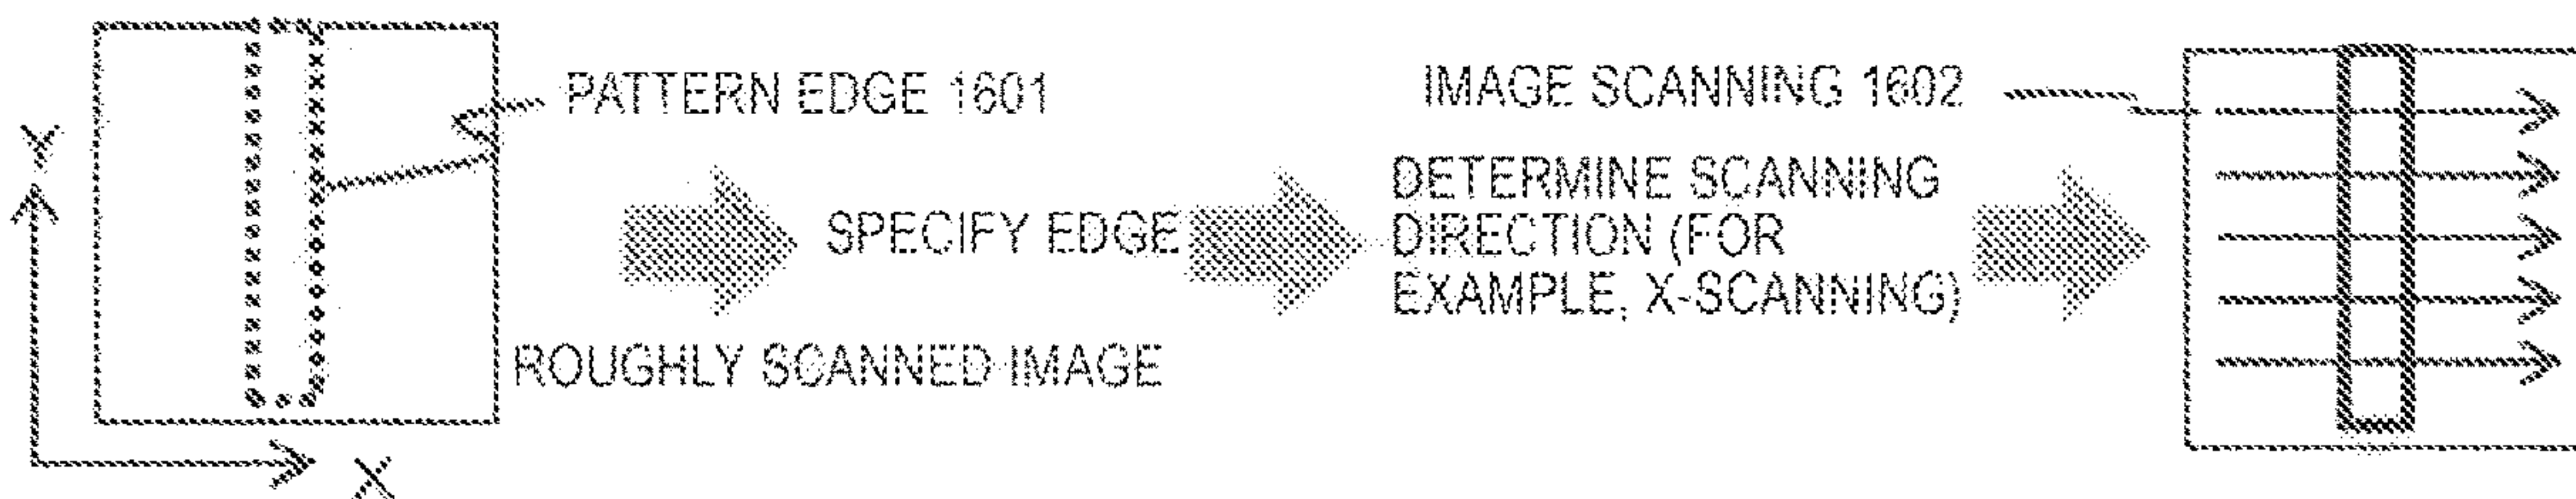 PATTERN EDGE 1601
IMAGE SCANNING 1602
Y
SPECIFY EDGE
DETERMINE SCANNING
DIRECTION (FOR
EXAMPLE, X-SCANNING)
ROUGHLY SCANNED IMAGE
X